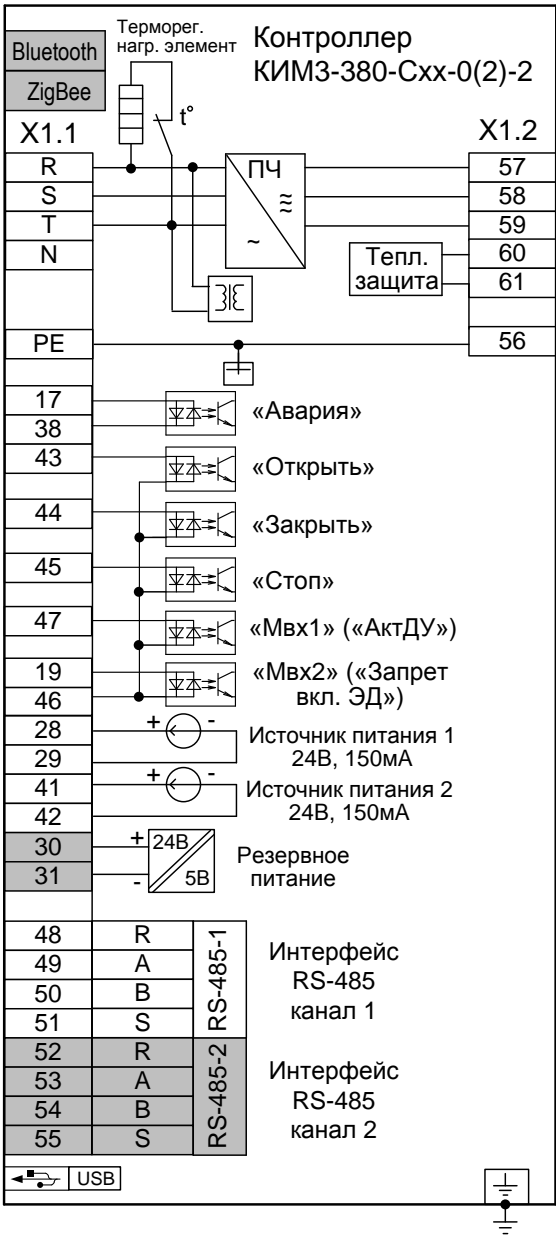 Bluetooth
ZigBee
Терморег.
нагр. элемент
Контроллер
КИМ3-380-Схх-0(2)-2
t°
X1.1
X1.2
R
S
T
N
PE
ПЧ
≈
~
57
58
59
60
61
56
Тепл.
защита
17
38
«Авария»
43
«Открыть»
44
«Закрыть»
45
«Стоп»
47
«Мвх1» («АктДУ»)
19
46
«Мвх2» («Запрет
вкл. ЭД»)
28
29
+ -
Источник питания 1
24В, 150мА
41
42
+ -
Источник питания 2
24В, 150мА
30
31
+ 24В
- 5В
Резервное
питание
48 R
49 A
50 B
51 S
RS-485-1
Интерфейс
RS-485
канал 1
52 R
53 A
54 B
55 S
RS-485-2
Интерфейс
RS-485
канал 2
USB